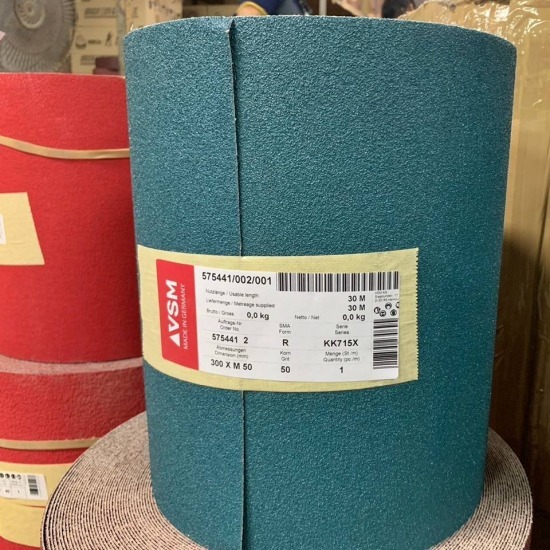 VSM
MADE IN GERMANY
575441/002/001
Nutzlänge / Usable length 30 M
Liefermenge / Metreage supplied 30 M
Brutto / Gross 0,0 kg Netto / Net 0,0 kg
Auftrags-Nr SMA Serie
Order No. Form Series
575441 2 R KK715X
Abmessungen Korn Menge (St./m)
Dimension (mm) Grit Quantity (pc./m)
300 X M 50 50 1